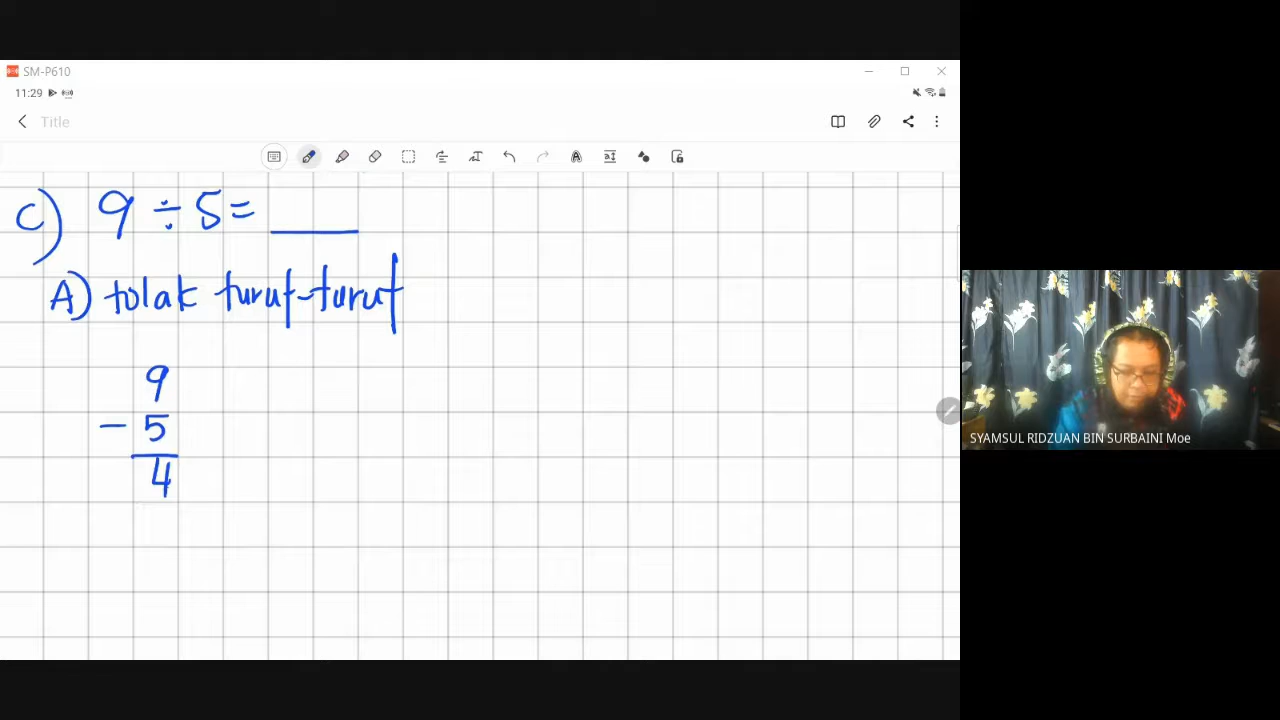 SM-P610
11:29
Title
C) 9 ÷ 5 = ____
A) tolak turut-turut
9
- 5
4
SYAMSUL RIDZUAN BIN SURBAINI Moe